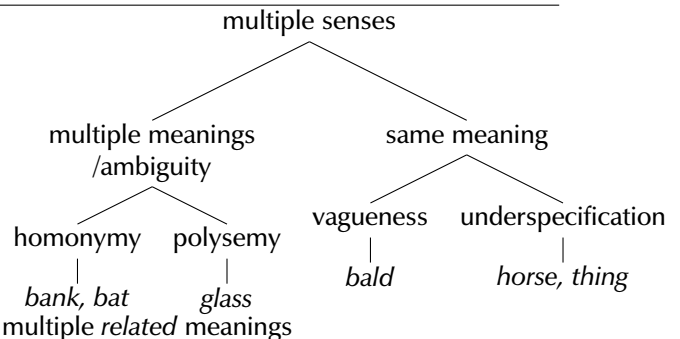 multiple senses
multiple meanings
/ambiguity
same meaning
homonymy
polysemy
vagueness
underspecification
bank, bat
glass
bald
horse, thing
multiple related meanings